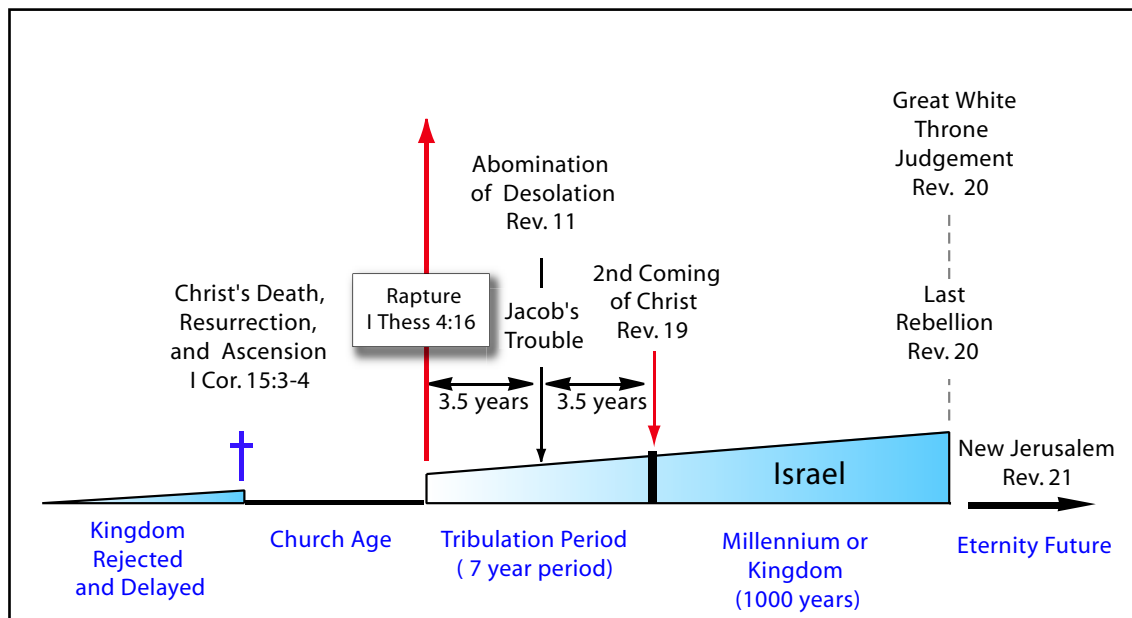 Great White
Throne
Judgement
Rev. 20
Abomination
of Desolation
Rev. 11
2nd Coming
of Christ
Rev. 19
Christ's Death,
Resurrection,
and Ascension
I Cor. 15:3-4
Rapture
I Thess 4:16
Jacob's
Trouble
Last
Rebellion
Rev. 20
3.5 years
3.5 years
Israel
New Jerusalem
Rev. 21
Kingdom
Rejected
and Delayed
Church Age
Tribulation Period
( 7 year period)
Millennium or
Kingdom
(1000 years)
Eternity Future